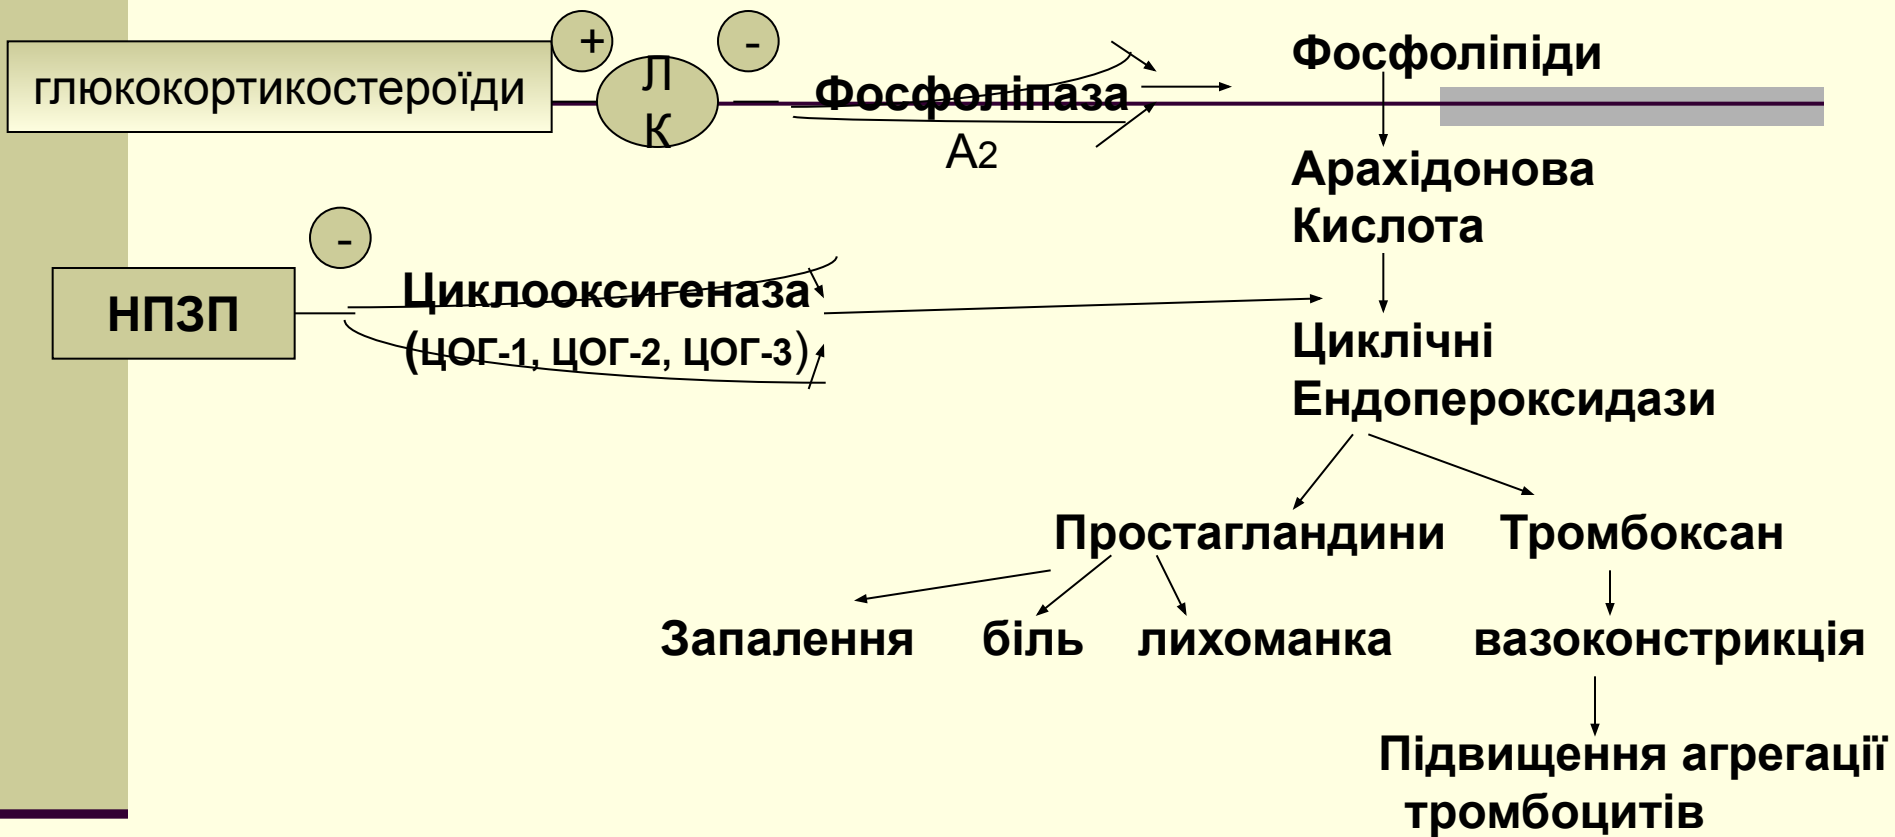 +
-
глюкокортикостероїди
Л
К
Фосфоліпаза
А2
Фосфоліпіди
Арахідонова
Кислота
-
НПЗП
Циклооксигеназа
(ЦОГ-1, ЦОГ-2, ЦОГ-3)
Циклічні
Ендопероксидази
Простагландини
Тромбоксан
Запалення
біль
лихоманка
вазоконстрикція
Підвищення агрегації
тромбоцитів